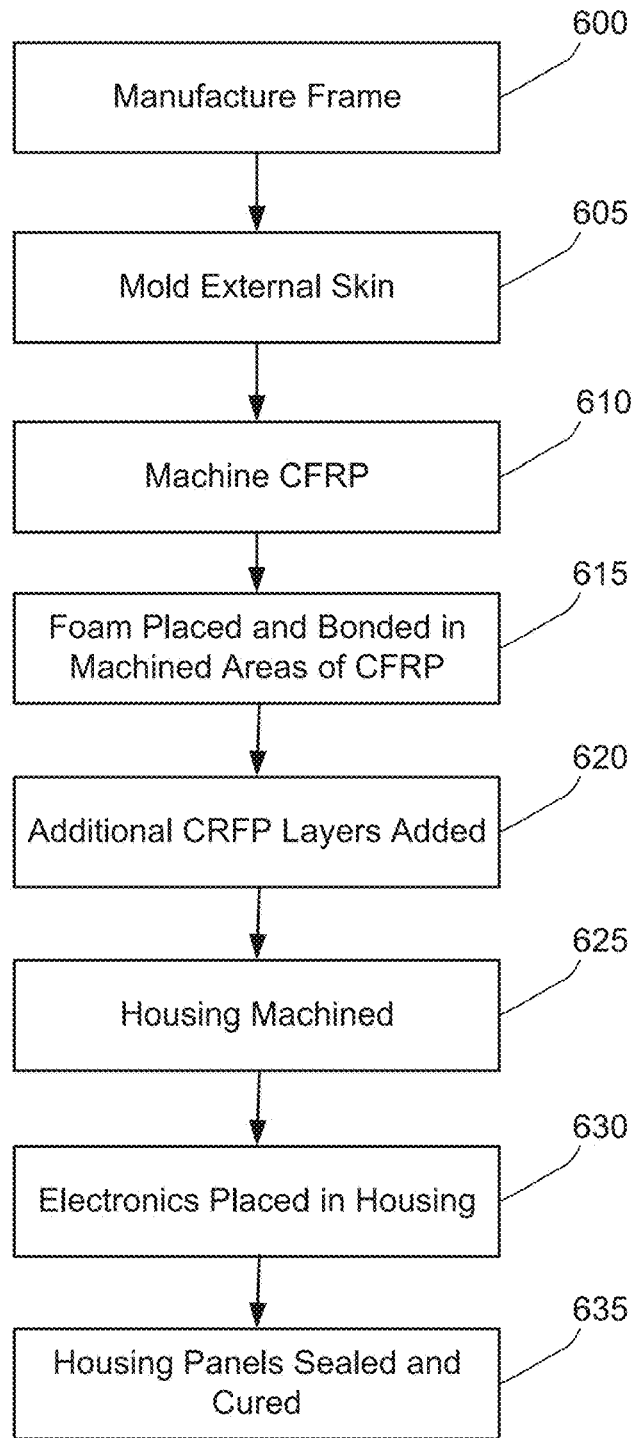 600
Manufacture Frame
605
Mold External Skin
610
Machine CFRP
615
Foam Placed and Bonded in
Machined Areas of CFRP
620
Additional CRFP Layers Added
625
Housing Machined
630
Electronics Placed in Housing
635
Housing Panels Sealed and
Cured